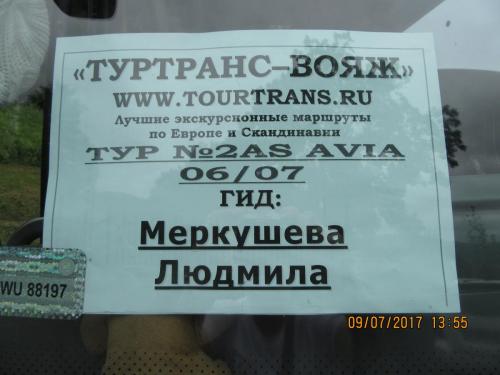 «ТУРТРАНС–ВОЯЖ»
WWW.TOURTRANS.RU
Лучшие экскурсионные маршруты
по Европе и Скандинавии
ТУР №2AS AVIA
06/07
ГИД:
Меркушева
Людмила
WU 88197
09/07/2017 13:55